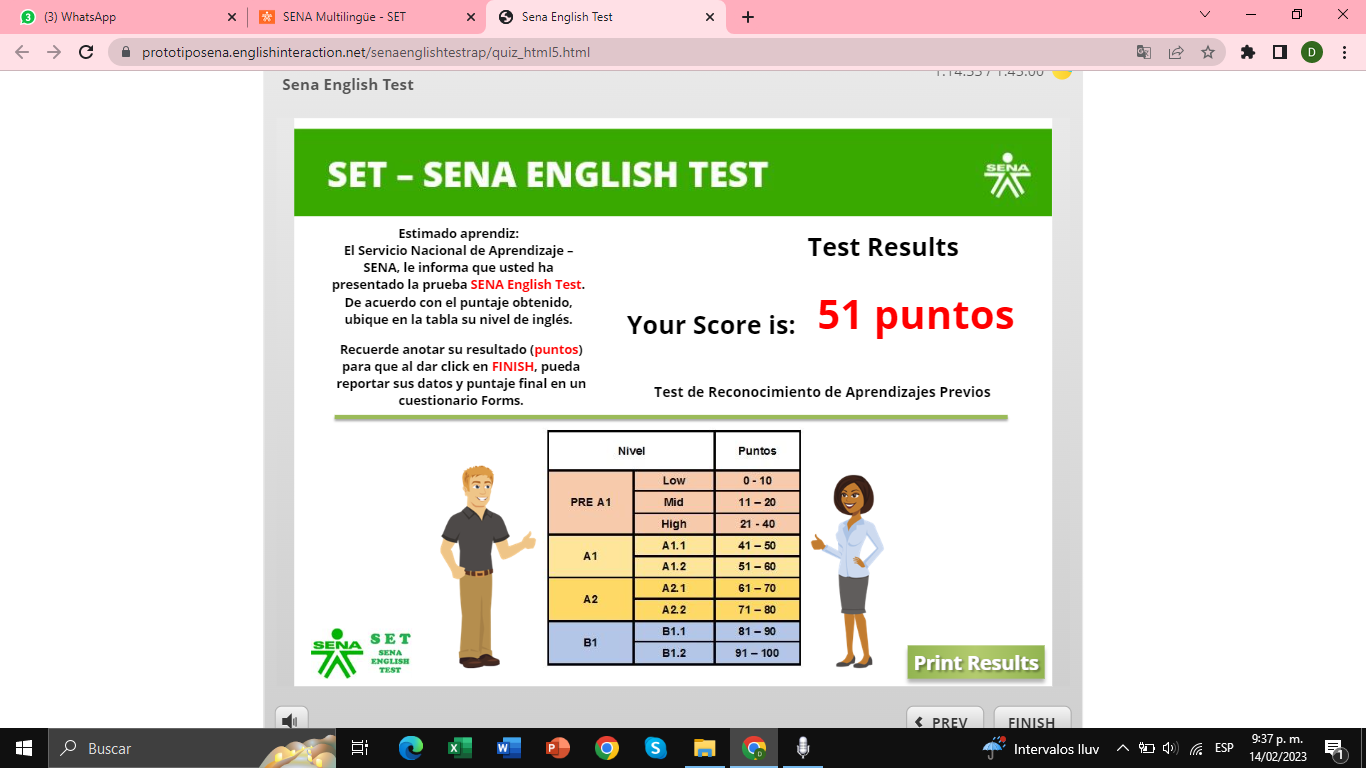 (3) WhatsApp
SENA Multilingüe - SET
Sena English Test
prototiposena.englishinteraction.net/senaenglishtestrap/quiz_html5.html
D
Sena English Test
1:14:55 / 1:45:00
SET – SENA ENGLISH TEST
SENA
Estimado aprendiz:
El Servicio Nacional de Aprendizaje –
SENA, le informa que usted ha
presentado la prueba SENA English Test.
De acuerdo con el puntaje obtenido,
ubique en la tabla su nivel de inglés.
Recuerde anotar su resultado (puntos)
para que al dar click en FINISH, pueda
reportar sus datos y puntaje final en un
cuestionario Forms.
Test Results
Your Score is: 51 puntos
Test de Reconocimiento de Aprendizajes Previos
Nivel Puntos
PRE A1 Low 0 - 10
Mid 11 – 20
High 21 - 40
A1 A1.1 41 – 50
A1.2 51 – 60
A2 A2.1 61 – 70
A2.2 71 – 80
B1 B1.1 81 – 90
B1.2 91 – 100
SENA
SET
SENA
ENGLISH
TEST
Print Results
PREV
FINISH
Buscar
Intervalos lluv
ESP
9:37 p. m.
14/02/2023
1